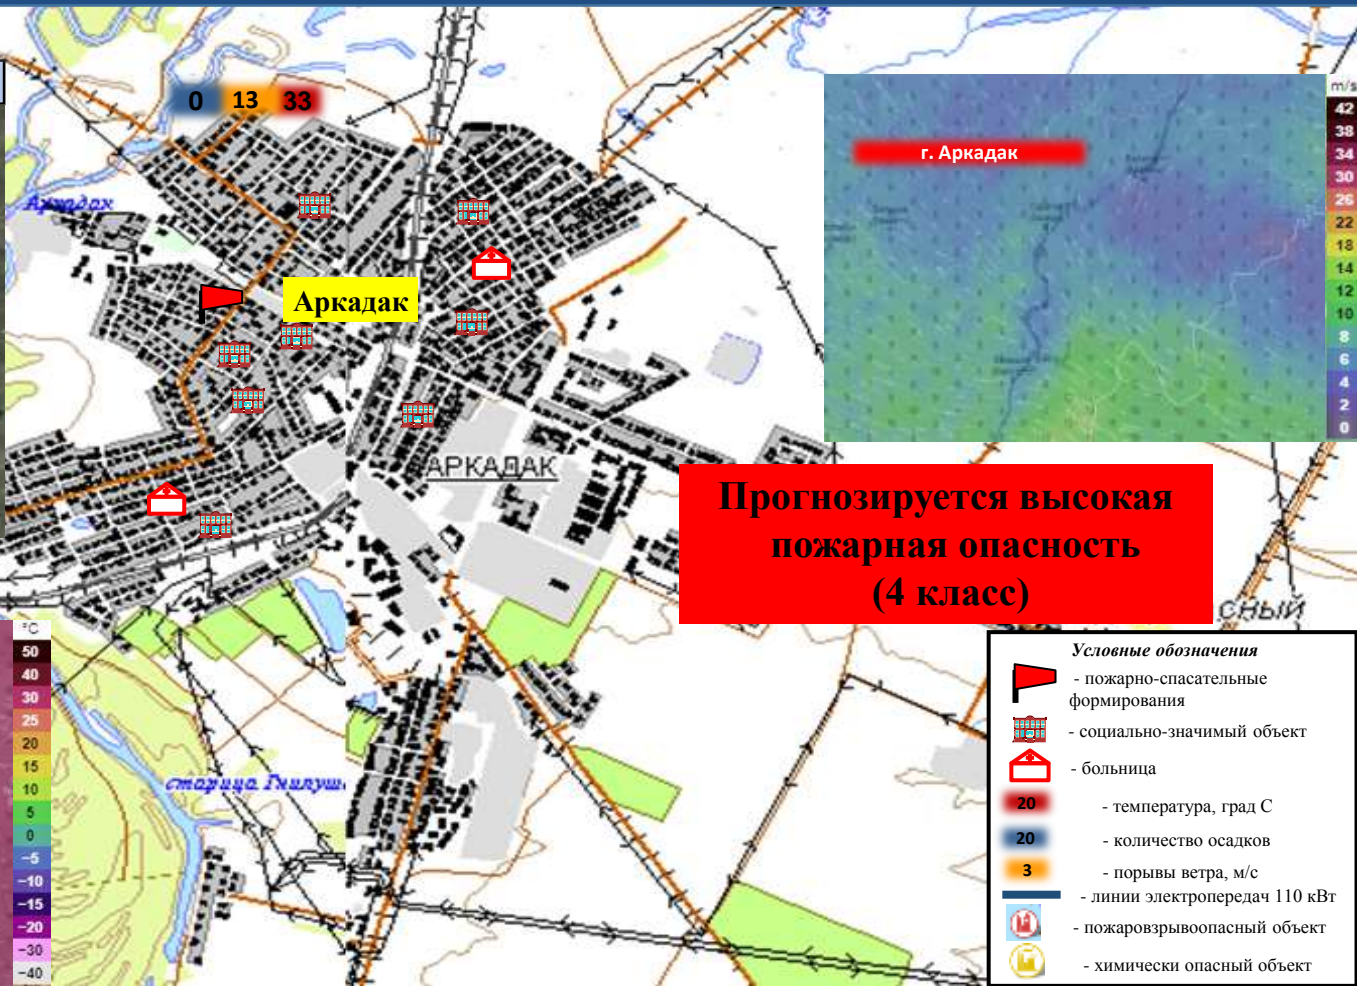 0 13 33
Аркадак
Аркадак
АРКАДАК
старица Гнилуш
г. Аркадак
m/s
42
38
34
30
26
22
18
14
12
10
8
6
4
2
0
Прогнозируется высокая
пожарная опасность
(4 класс)
СНЫЙ
°C
50
40
30
25
20
15
10
5
0
−5
−10
−15
−20
−30
−40
Условные обозначения
- пожарно-спасательные
формирования
- социально-значимый объект
- больница
20 - температура, град С
20 - количество осадков
3 - порывы ветра, м/с
- линии электропередач 110 кВт
- пожаровзрывоопасный объект
- химически опасный объект